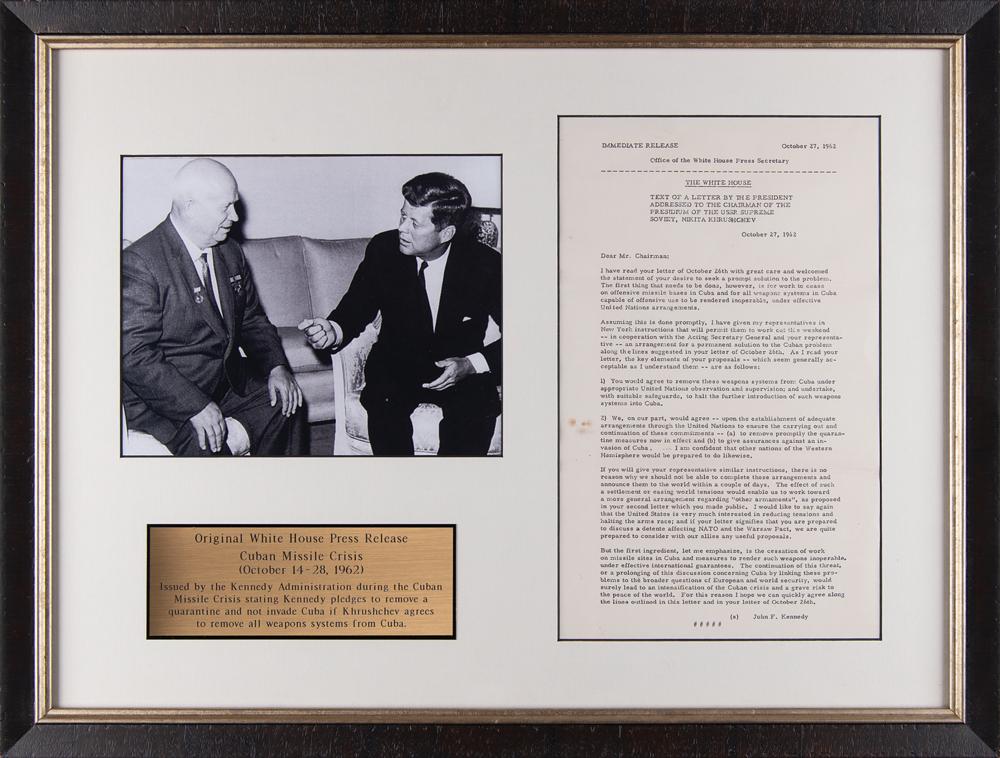 IMMEDIATE RELEASE October 27, 1962
Office of the White House Press Secretary
THE WHITE HOUSE
TEXT OF A LETTER BY THE PRESIDENT
ADDRESSED TO THE CHAIRMAN OF THE
PRESIDIUM OF THE USSR SUPREME
SOVIET, NIKITA KHRUSHCHEV
October 27, 1962
Dear Mr. Chairman:
I have read your letter of October 26th with great care and welcomed
the statement of your desire to seek a prompt solution to the problem.
The first thing that needs to be done, however, is for work to cease
on offensive missile bases in Cuba and for all weapons systems in Cuba
capable of offensive use to be rendered inoperable, under effective
United Nations arrangements.
Assuming this is done promptly, I have given my representatives in
New York instructions that will permit them to work out this weekend
-- in cooperation with the Acting Secretary General and your representa-
tive -- an arrangement for a permanent solution to the Cuban problem
along the lines suggested in your letter of October 26th. As I read your
letter, the key elements of your proposals -- which seem generally ac-
ceptable as I understand them -- are as follows:
1) You would agree to remove these weapons systems from Cuba under
appropriate United Nations observation and supervision; and undertake,
with suitable safeguards, to halt the further introduction of such weapons
systems into Cuba.
2) We, on our part, would agree -- upon the establishment of adequate
arrangements through the United Nations to ensure the carrying out and
continuation of these commitments -- (a) to remove promptly the quaran-
tine measures now in effect and (b) to give assurances against an in-
vasion of Cuba. I am confident that other nations of the Western
Hemisphere would be prepared to do likewise.
If you will give your representative similar instructions, there is no
reason why we should not be able to complete these arrangements and
announce them to the world within a couple of days. The effect of such
a settlement or easing world tensions would enable us to work toward
a more general arrangement regarding "other armaments", as proposed
in your second letter which you made public. I would like to say again
that the United States is very much interested in reducing tensions and
halting the arms race; and if your letter signifies that you are prepared
to discuss a detente affecting NATO and the Warsaw Pact, we are quite
prepared to consider with our allies any useful proposals.
But the first ingredient, let me emphasize, is the cessation of work
on missile sites in Cuba and measures to render such weapons inoperable,
under effective international guarantees. The continuation of this threat,
or a prolonging of this discussion concerning Cuba by linking these pro-
blems to the broader questions of European and world security, would
surely lead to an intensification of the Cuban crisis and a grave risk to
the peace of the world. For this reason I hope we can quickly agree along
the lines outlined in this letter and in your letter of October 26th.
(s) John F. Kennedy
#####
Original White House Press Release
Cuban Missile Crisis
(October 14-28, 1962)
Issued by the Kennedy Administration during the Cuban
Missile Crisis stating Kennedy pledges to remove a
quarantine and not invade Cuba if Khrushchev agrees
to remove all weapons systems from Cuba.